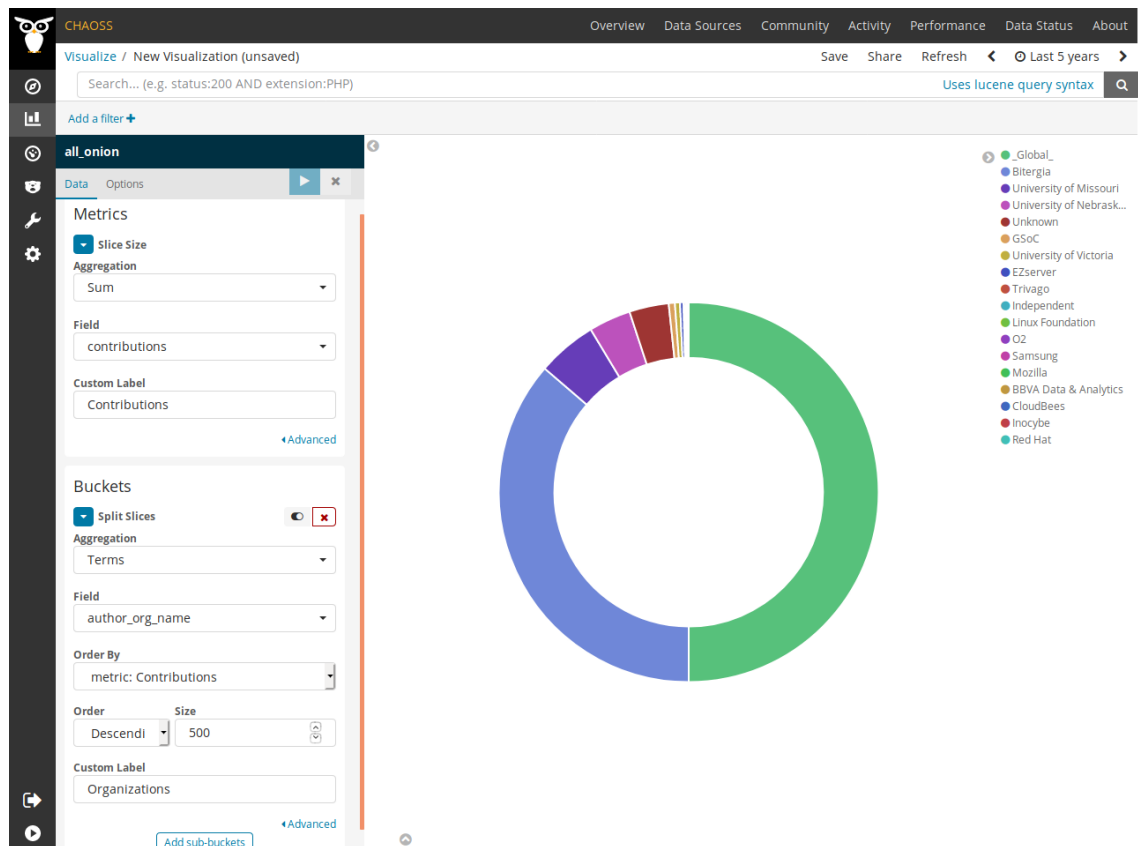 CHAOSS
Overview Data Sources Community Activity Performance Data Status About
Visualize / New Visualization (unsaved)
Save Share Refresh Last 5 years
Search... (e.g. status:200 AND extension:PHP)
Uses lucene query syntax
Add a filter
all_onion
Data Options
Metrics
Slice Size
Aggregation
Sum
Field
contributions
Custom Label
Contributions
Advanced
Buckets
Split Slices
Aggregation
Terms
Field
author_org_name
Order By
metric: Contributions
Order Size
Descendi 500
Custom Label
Organizations
Advanced
Add sub-buckets
_Global_
Bitergia
University of Missouri
University of Nebrask...
Unknown
GSoC
University of Victoria
EZserver
Trivago
Independent
Linux Foundation
O2
Samsung
Mozilla
BBVA Data & Analytics
CloudBees
Inocybe
Red Hat